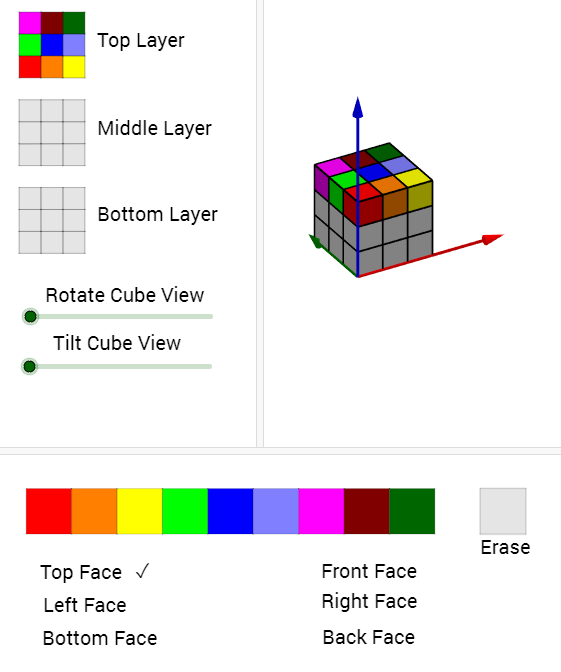 Top Layer
Middle Layer
Bottom Layer
Rotate Cube View
Tilt Cube View
Erase
Top Face ✓
Front Face
Left Face
Right Face
Bottom Face
Back Face